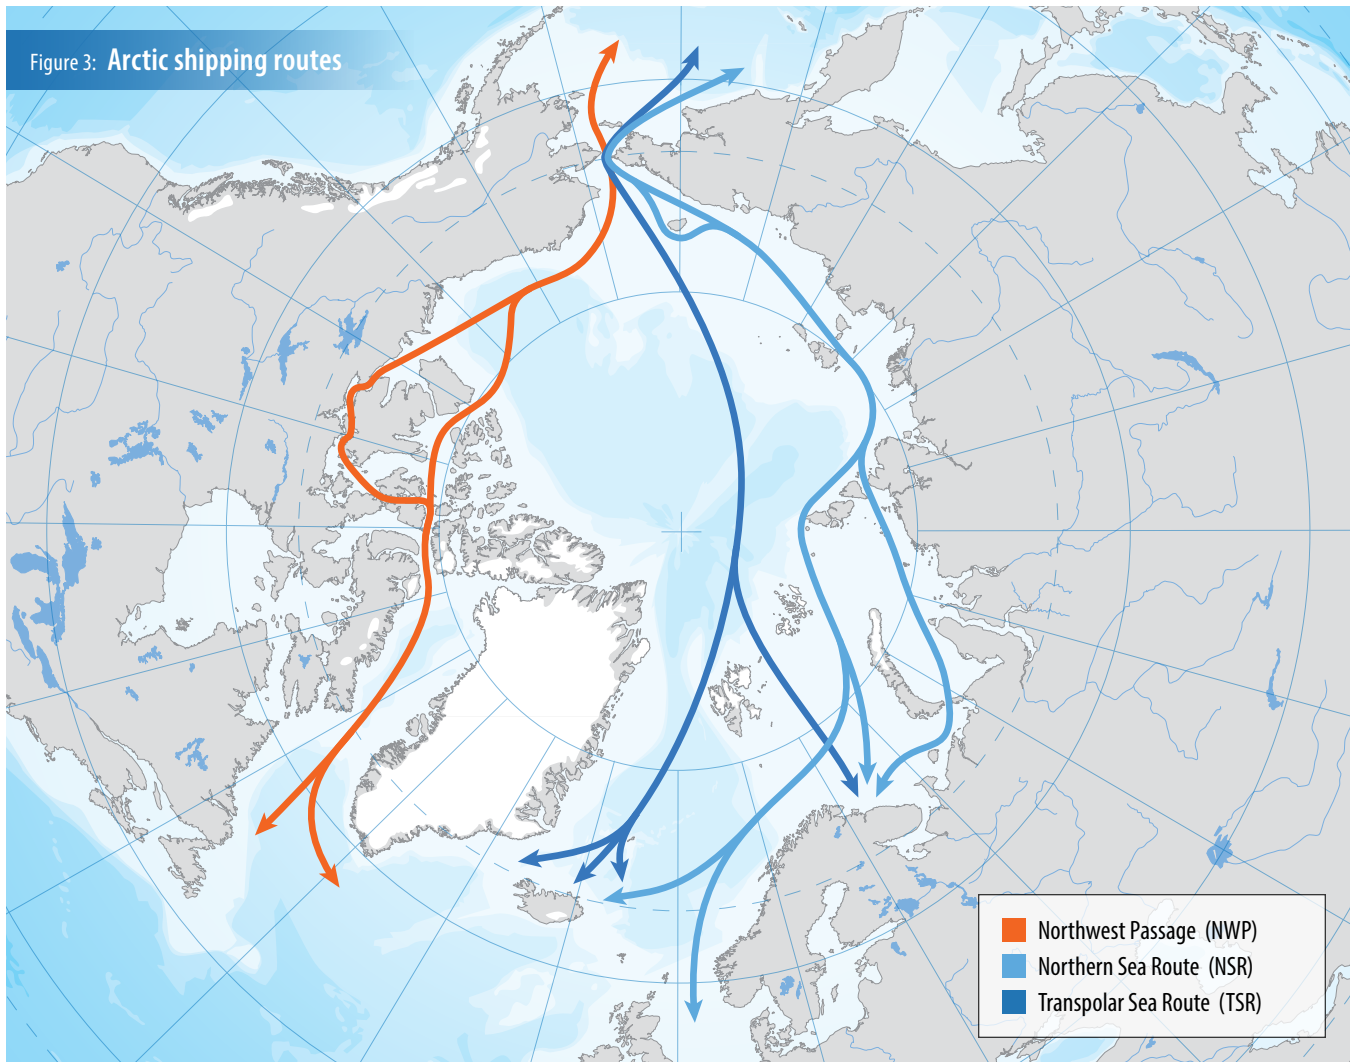 Figure 3: Arctic shipping routes
Northwest Passage (NWP)
Northern Sea Route (NSR)
Transpolar Sea Route (TSR)